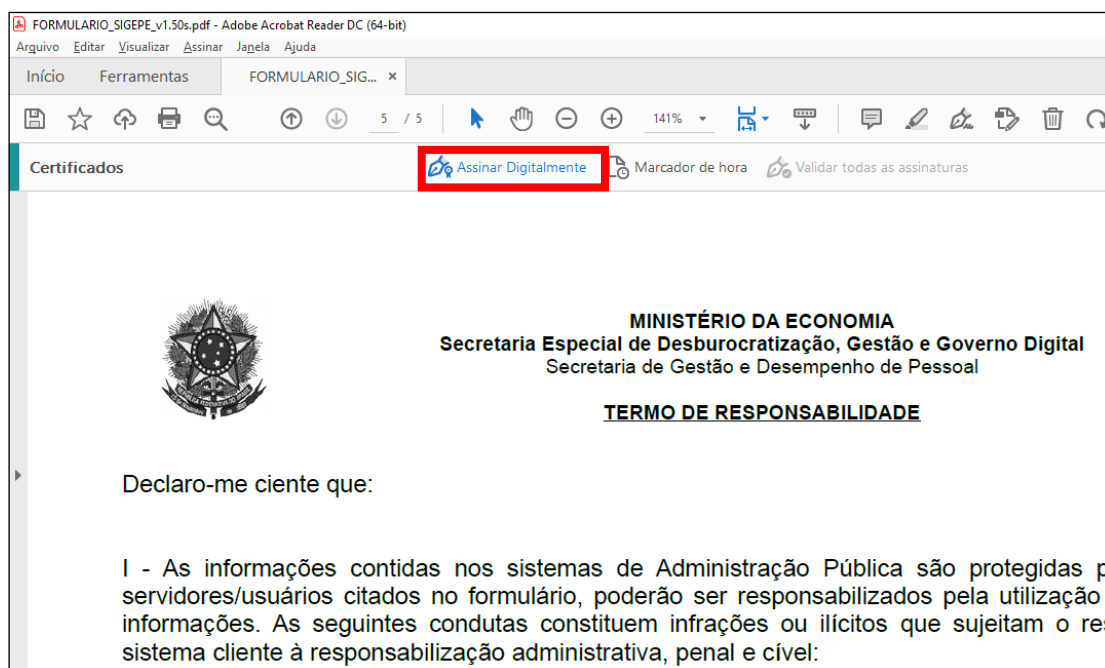 FORMULARIO_SIGEPE_v1.50s.pdf - Adobe Acrobat Reader DC (64-bit)
Arquivo Editar Visualizar Assinar Janela Ajuda
Início Ferramentas FORMULARIO_SIG... ×
5 / 5 141%
Certificados Assinar Digitalmente Marcador de hora Validar todas as assinaturas
MINISTÉRIO DA ECONOMIA
Secretaria Especial de Desburocratização, Gestão e Governo Digital
Secretaria de Gestão e Desempenho de Pessoal
TERMO DE RESPONSABILIDADE
Declaro-me ciente que:
I - As informações contidas nos sistemas de Administração Pública são protegidas
servidores/usuários citados no formulário, poderão ser responsabilizados pela utilização
informações. As seguintes condutas constituem infrações ou ilícitos que sujeitam o
sistema cliente à responsabilização administrativa, penal e cível: